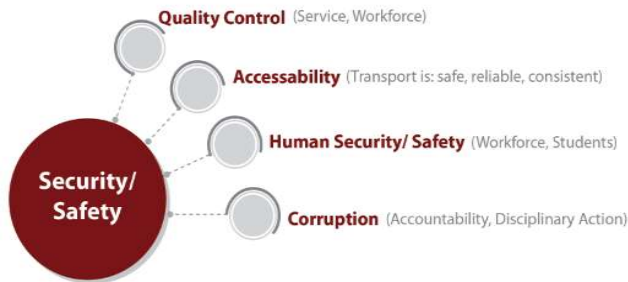 Quality Control (Service, Workforce)
Accessability (Transport is: safe, reliable, consistent)
Human Security/ Safety (Workforce, Students)
Security/
Safety
Corruption (Accountability, Disciplinary Action)